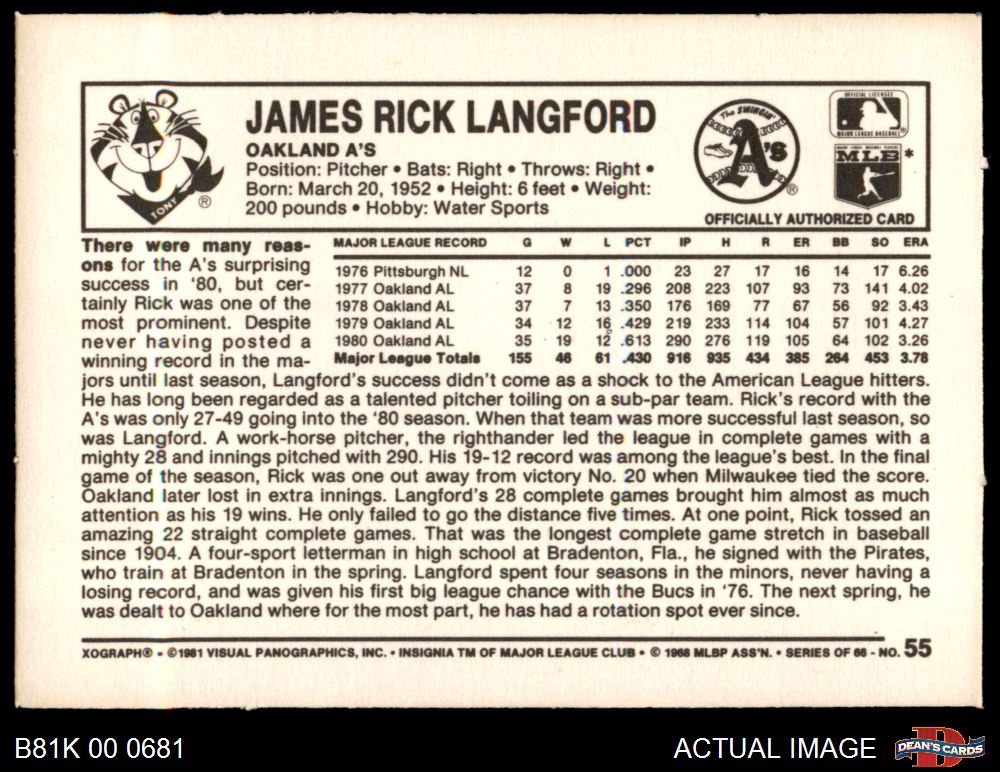 JAMES RICK LANGFORD
OAKLAND A'S
Position: Pitcher • Bats: Right • Throws: Right •
Born: March 20, 1952 • Height: 6 feet • Weight:
200 pounds • Hobby: Water Sports
TONY ®
The SWINGIN'
A's ®
OFFICIAL LICENSEE
MAJOR LEAGUE BASEBALL ®
MAJOR LEAGUE BASEBALL PLAYERS
MLB *
OFFICIALLY AUTHORIZED CARD
MAJOR LEAGUE RECORD G W L PCT IP H R ER BB SO ERA
1976 Pittsburgh NL 12 0 1 .000 23 27 17 16 14 17 6.26
1977 Oakland AL 37 8 19 .296 208 223 107 93 73 141 4.02
1978 Oakland AL 37 7 13 .350 176 169 77 67 56 92 3.43
1979 Oakland AL 34 12 16 .429 219 233 114 104 57 101 4.27
1980 Oakland AL 35 19 12 .613 290 276 119 105 64 102 3.26
Major League Totals 155 46 61 .430 916 935 434 385 264 453 3.78
There were many reas-
ons for the A's surprising
success in '80, but cer-
tainly Rick was one of the
most prominent. Despite
never having posted a
winning record in the ma-
jors until last season, Langford's success didn't come as a shock to the American League hitters.
He has long been regarded as a talented pitcher toiling on a sub-par team. Rick's record with the
A's was only 27-49 going into the '80 season. When that team was more successful last season, so
was Langford. A work-horse pitcher, the righthander led the league in complete games with a
mighty 28 and innings pitched with 290. His 19-12 record was among the league's best. In the final
game of the season, Rick was one out away from victory No. 20 when Milwaukee tied the score.
Oakland later lost in extra innings. Langford's 28 complete games brought him almost as much
attention as his 19 wins. He only failed to go the distance five times. At one point, Rick tossed an
amazing 22 straight complete games. That was the longest complete game stretch in baseball
since 1904. A four-sport letterman in high school at Bradenton, Fla., he signed with the Pirates,
who train at Bradenton in the spring. Langford spent four seasons in the minors, never having a
losing record, and was given his first big league chance with the Bucs in '76. The next spring, he
was dealt to Oakland where for the most part, he has had a rotation spot ever since.
XOGRAPH® • ©1981 VISUAL PANOGRAPHICS, INC. • INSIGNIA TM OF MAJOR LEAGUE CLUB • © 1968 MLBP ASS'N. • SERIES OF 66 - NO. 55
B81K 00 0681
ACTUAL IMAGE
D
DEAN'S CARDS